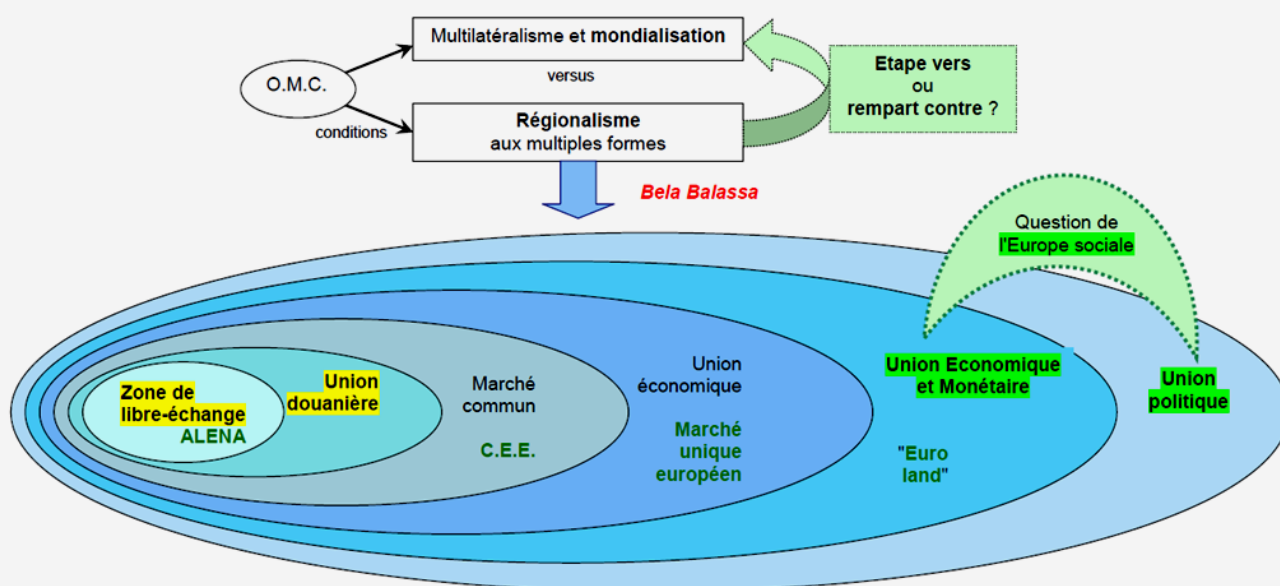 Multilatéralisme et mondialisation
O.M.C.
versus
conditions
Régionalisme
aux multiples formes
Etape vers
ou
rempart contre ?
Bela Balassa
Question de
l'Europe sociale
Zone de
libre-échange
ALENA
Union
douanière
Marché
commun
C.E.E.
Union
économique
Marché
unique
européen
Union Economique
et Monétaire
"Euro
land"
Union
politique